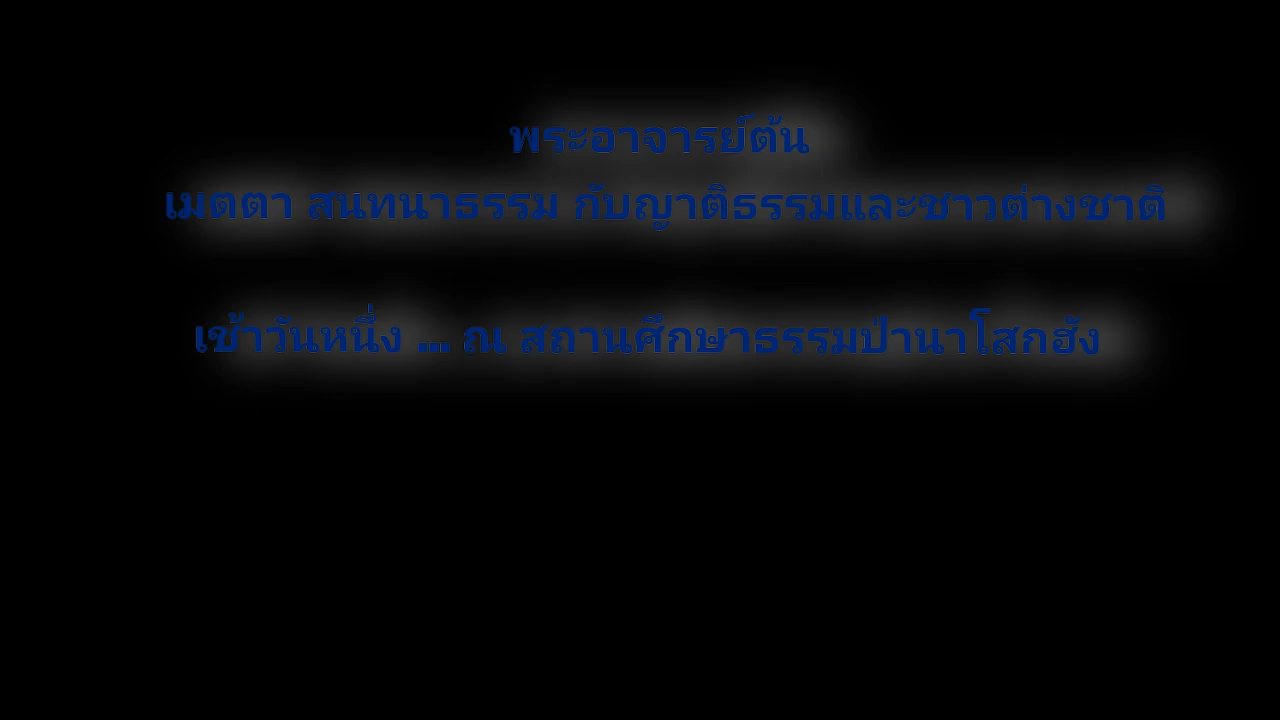 พระอาจารย์ต้น
เมตตา สนทนาธรรม กับญาติธรรมและชาวต่างชาติ
เช้าวันหนึ่ง ... ณ สถานศึกษาธรรมป่านาโสกฮัง